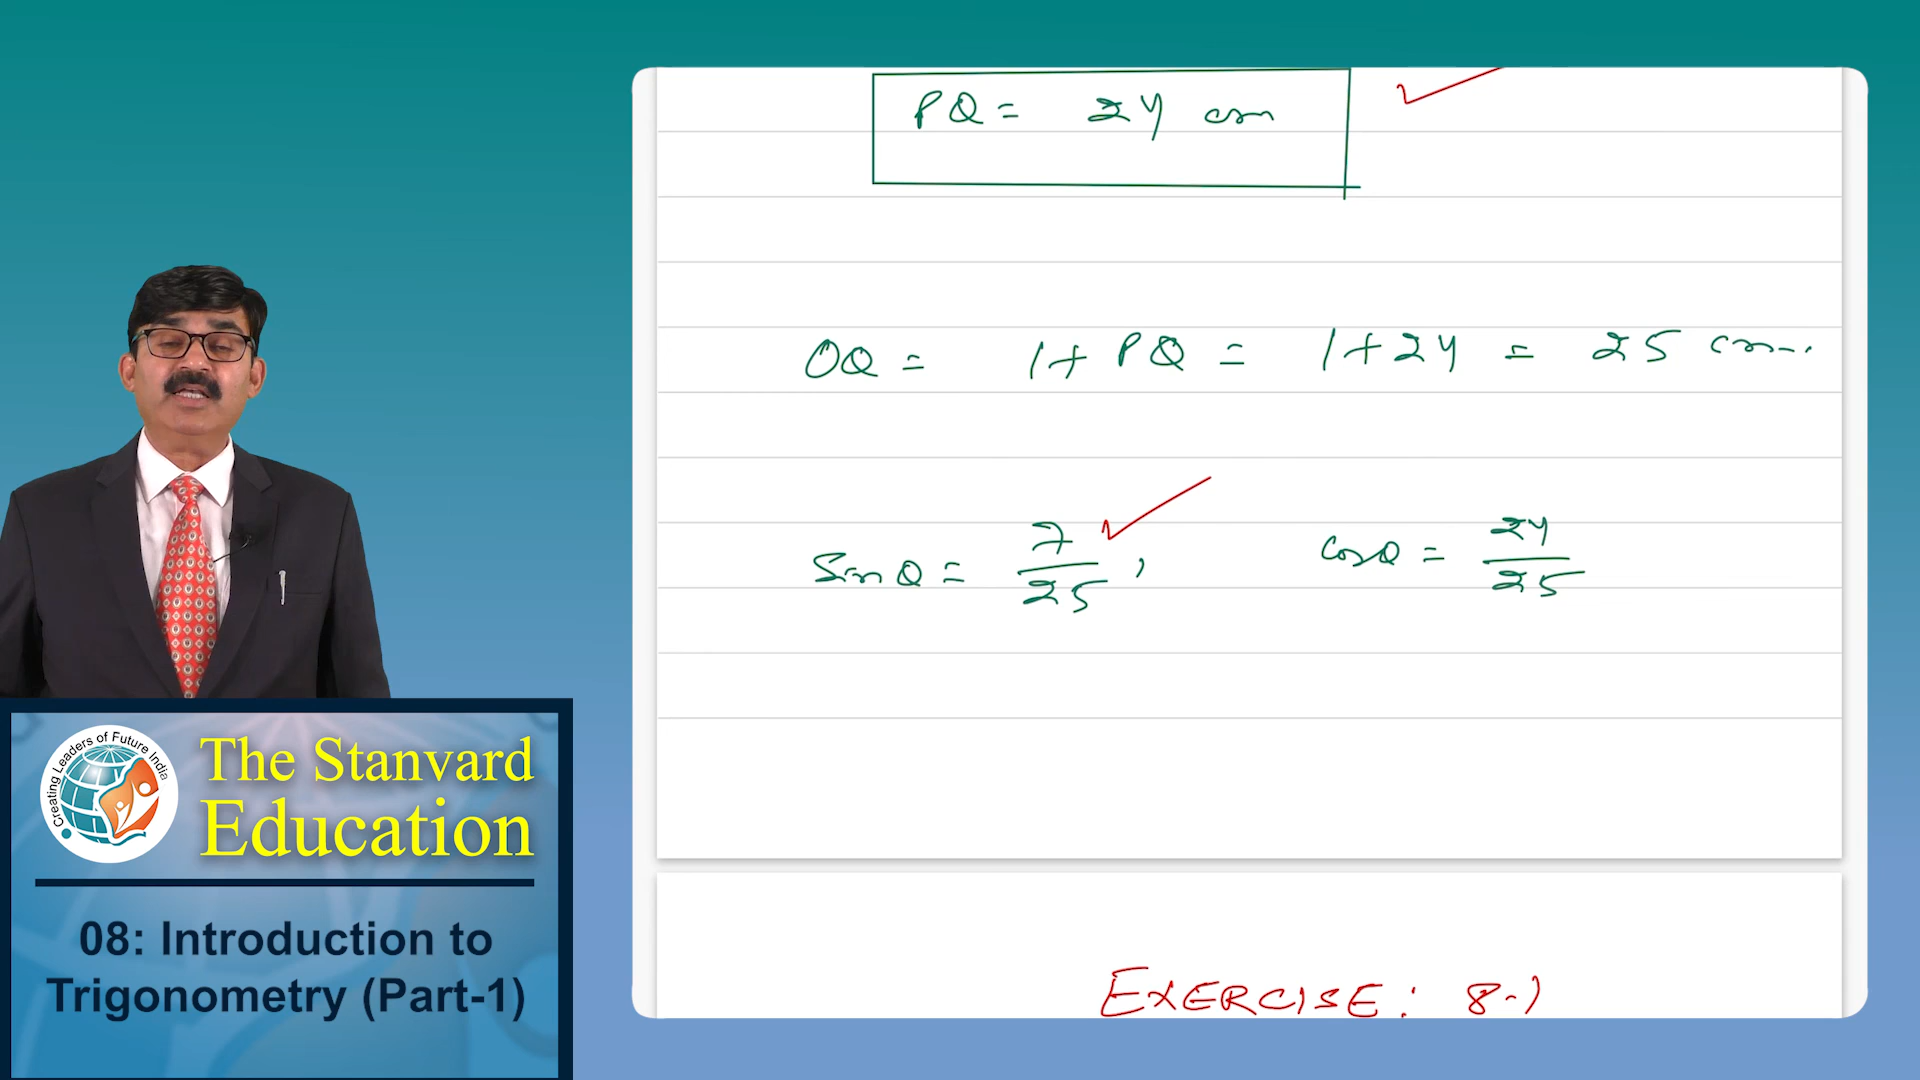 PQ = 24 cm
OQ = 1 + PQ = 1 + 24 = 25 cm.
Sin Q = 7/25 , cos Q = 24/25
EXERCISE: 8.1
Creating Leaders of Future India
The Stanvard
Education
08: Introduction to
Trigonometry (Part-1)